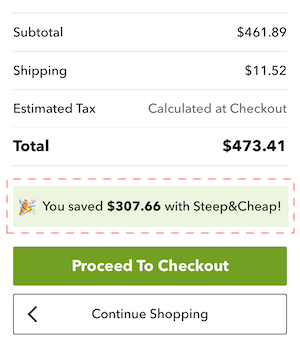 Subtotal $461.89
Shipping $11.52
Estimated Tax Calculated at Checkout
Total $473.41
🎉 You saved $307.66 with Steep&Cheap!
Proceed To Checkout
Continue Shopping